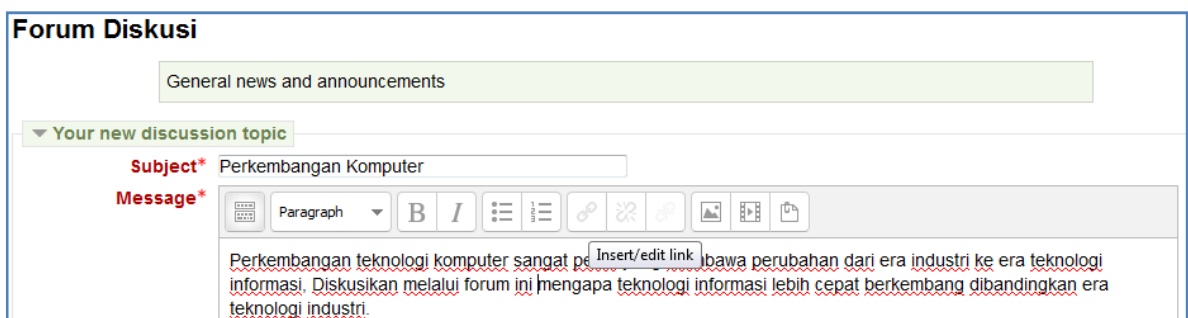 Forum Diskusi
General news and announcements
Your new discussion topic
Subject* Perkembangan Komputer
Message*
Paragraph B I
Insert/edit link
Perkembangan teknologi komputer sangat perubahan dari era industri ke era teknologi
informasi, Diskusikan melalui forum ini mengapa teknologi informasi lebih cepat berkembang dibandingkan era
teknologi industri.